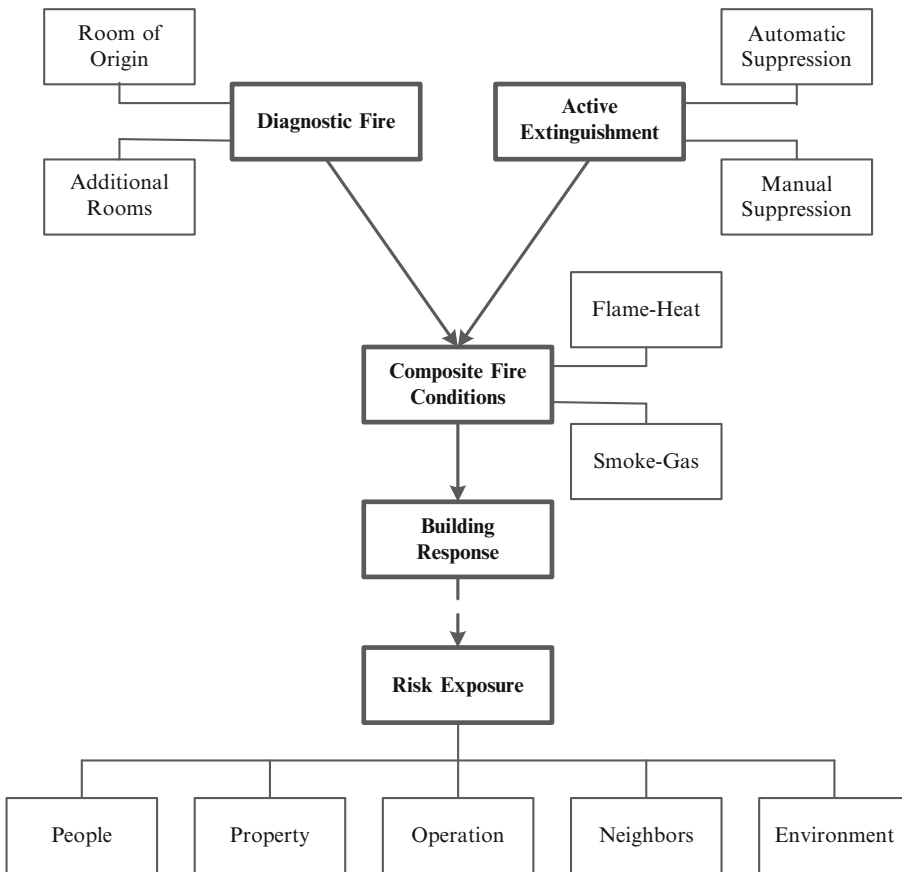 Room of
Origin
Automatic
Suppression
Diagnostic Fire
Active
Extinguishment
Additional
Rooms
Manual
Suppression
Flame-Heat
Composite Fire
Conditions
Smoke-Gas
Building
Response
Risk Exposure
People
Property
Operation
Neighbors
Environment